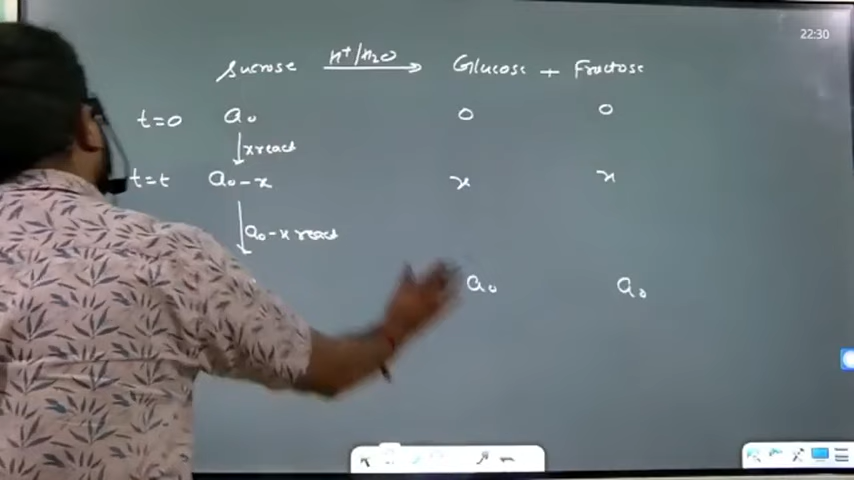 22:30
Sucrose H⁺/H₂O → Glucose + Fructose
t=0 a₀ 0 0
↓ x react
t=t a₀-x x x
↓ a₀-x react
a₀ a₀